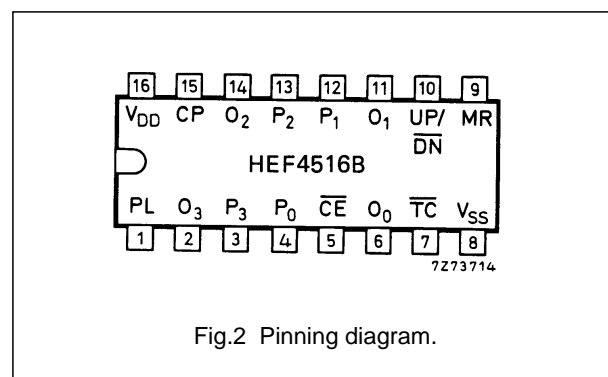 16 15 14 13 12 11 10 9
VDD CP O2 P2 P1 O1 UP/ MR
DN
HEF4516B
PL O3 P3 P0 CE O0 TC VSS
1 2 3 4 5 6 7 8
7Z73714
Fig.2 Pinning diagram.